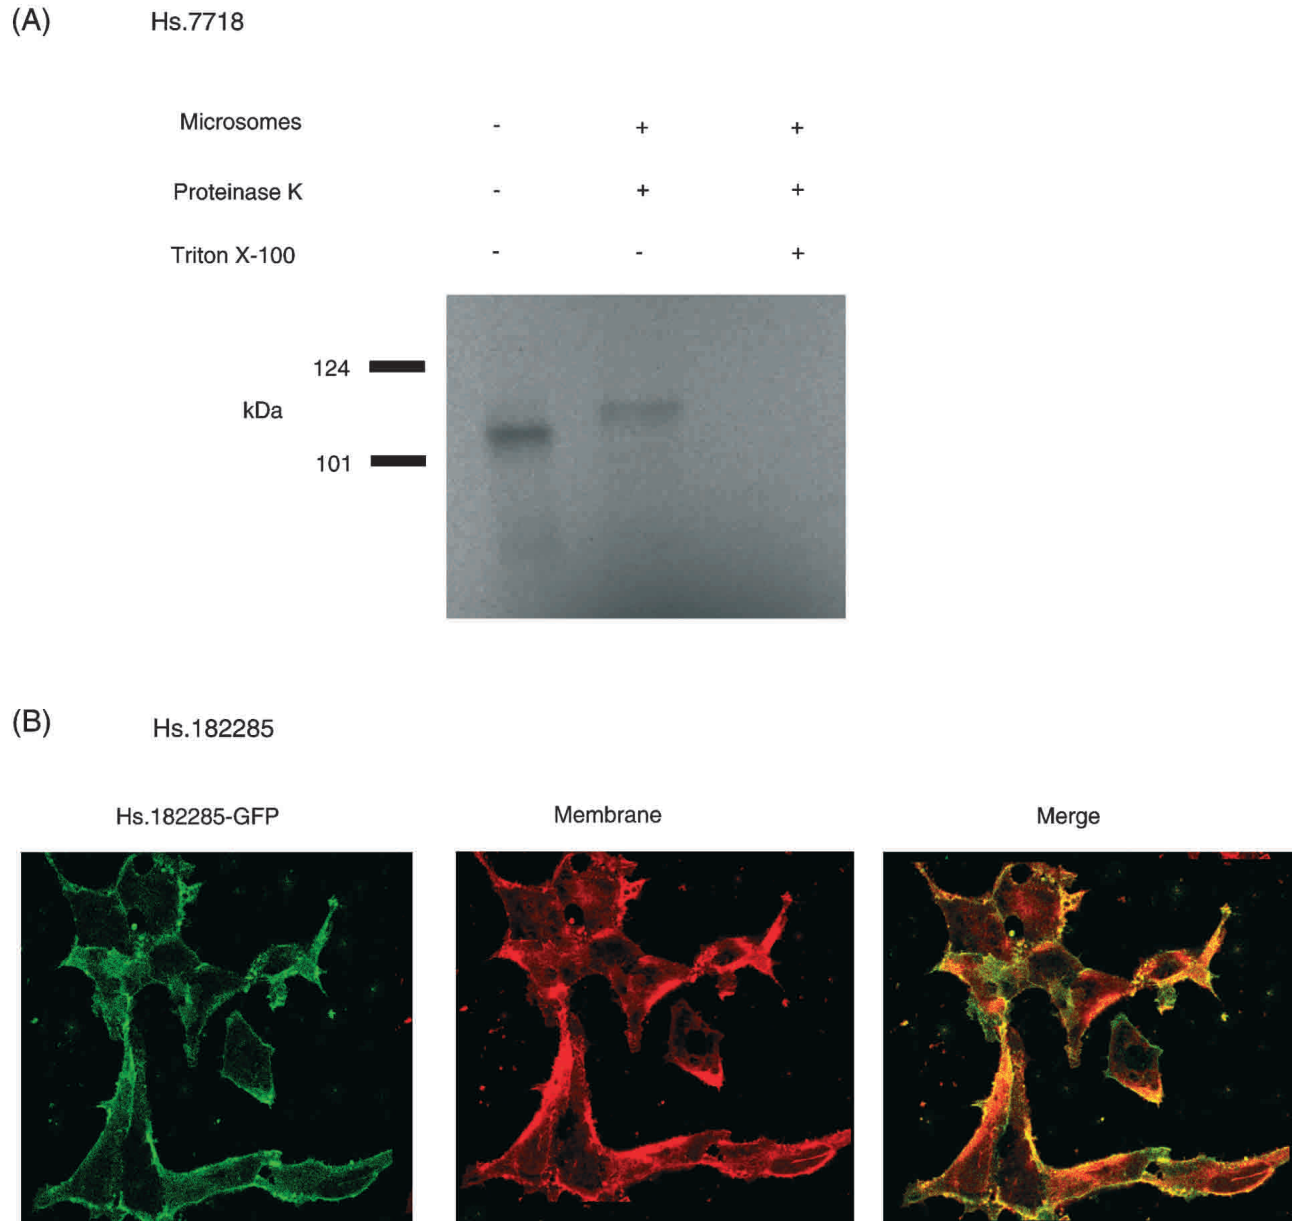 (A) Hs.7718
Microsomes - + +
Proteinase K - + +
Triton X-100 - - +
124
kDa
101
(B) Hs.182285
Hs.182285-GFP Membrane Merge